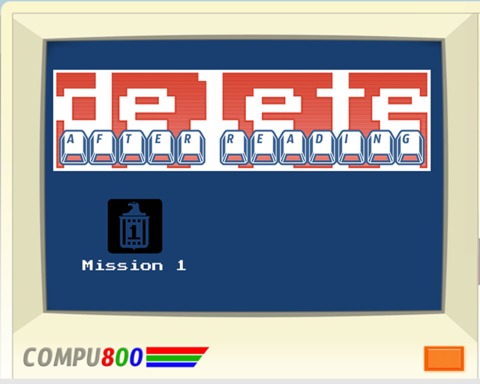 delete
AFTER READING
1
Mission 1
COMPU800